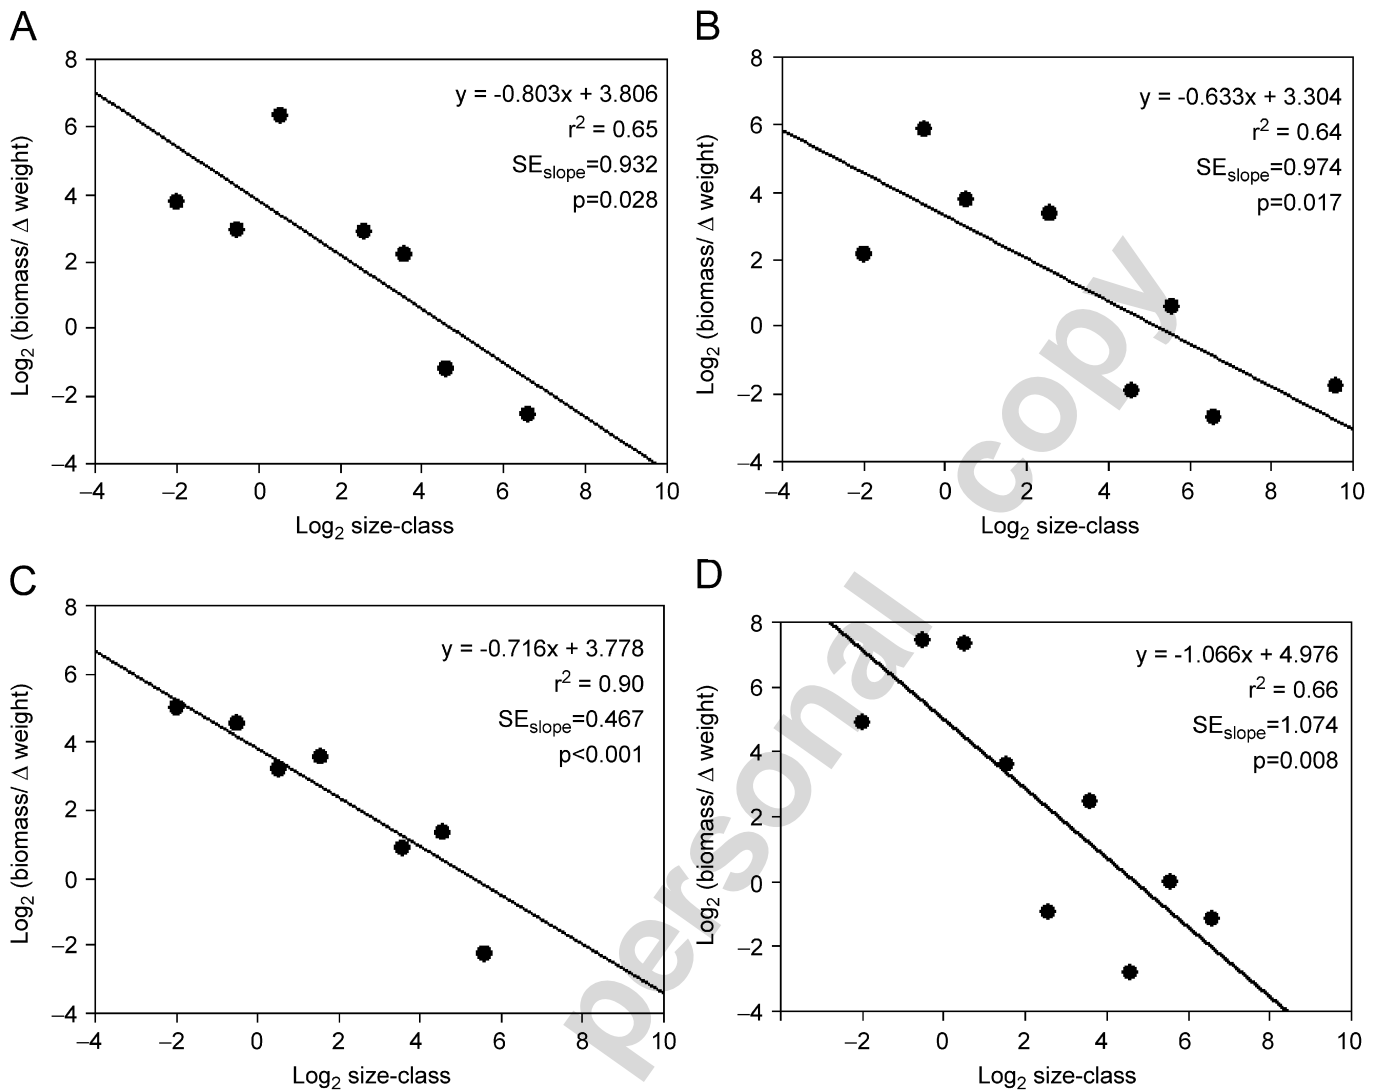 A
8
6
4
2
0
–2
–4
–4
–2
0
2
4
6
8
10
Log2 (biomass/ Δ weight)
Log2 size-class
y = -0.803x + 3.806
r2 = 0.65
SEslope=0.932
p=0.028
B
8
6
4
2
0
–2
–4
–4
–2
0
2
4
6
8
10
Log2 (biomass/ Δ weight)
Log2 size-class
y = -0.633x + 3.304
r2 = 0.64
SEslope=0.974
p=0.017
C
8
6
4
2
0
–2
–4
–4
–2
0
2
4
6
8
10
Log2 (biomass/ Δ weight)
Log2 size-class
y = -0.716x + 3.778
r2 = 0.90
SEslope=0.467
p<0.001
D
8
6
4
2
0
–2
–4
–2
0
2
4
6
8
10
Log2 (biomass/ Δ weight)
Log2 size-class
y = -1.066x + 4.976
r2 = 0.66
SEslope=1.074
p=0.008
personal copy